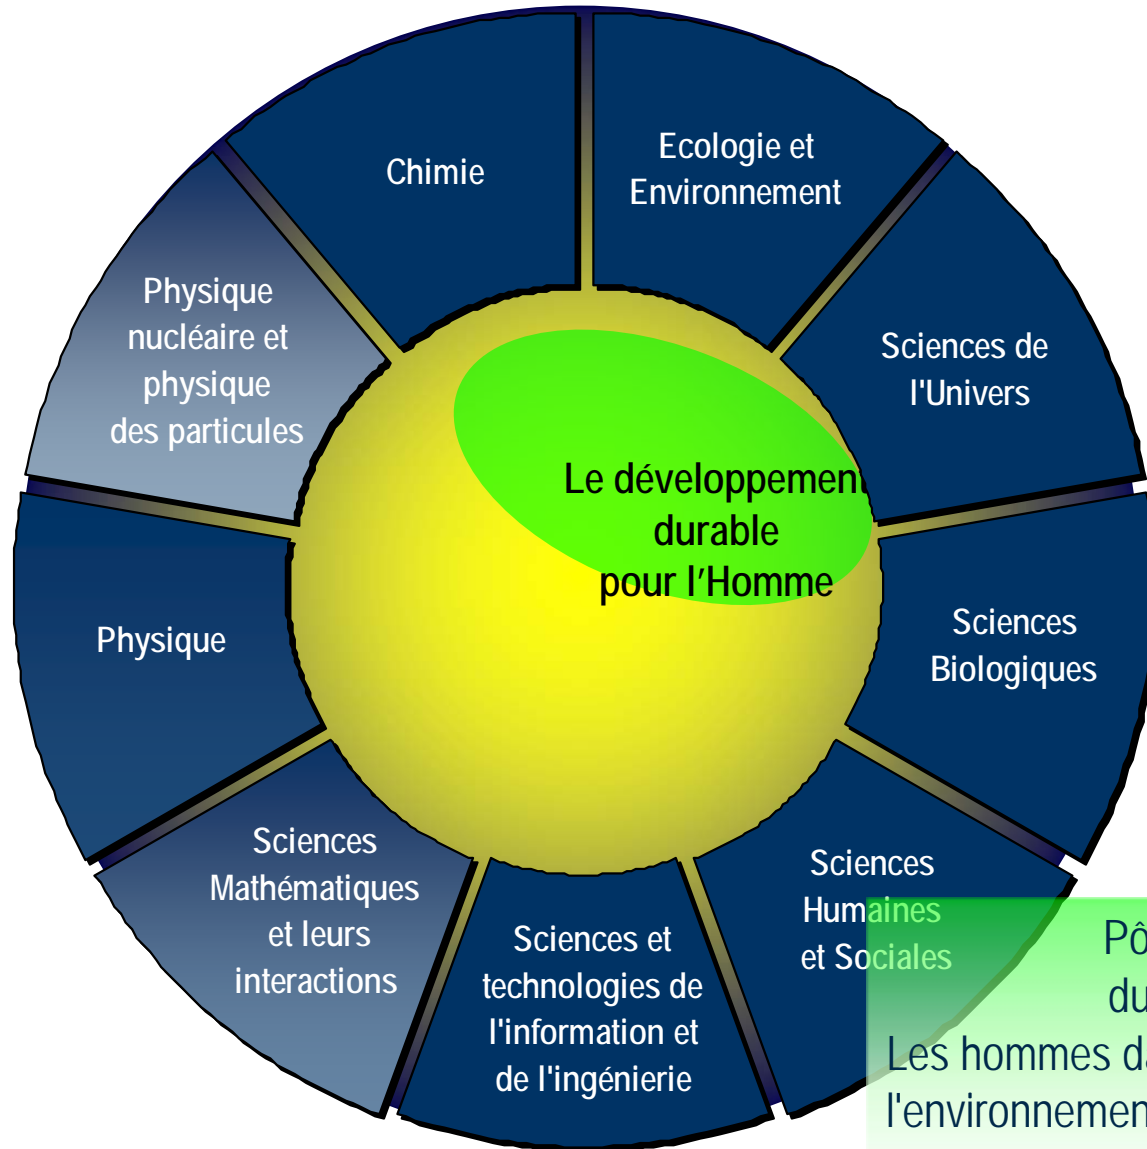 Chimie
Ecologie et
Environnement
Sciences de
l'Univers
Sciences
Biologiques
Sciences
Humaines
et Sociales
Sciences et
technologies de
l'information et
de l'ingénierie
Sciences
Mathématiques
et leurs
interactions
Physique
Physique
nucléaire et
physique
des particules
Le développement
durable
pour l'Homme
Les hommes